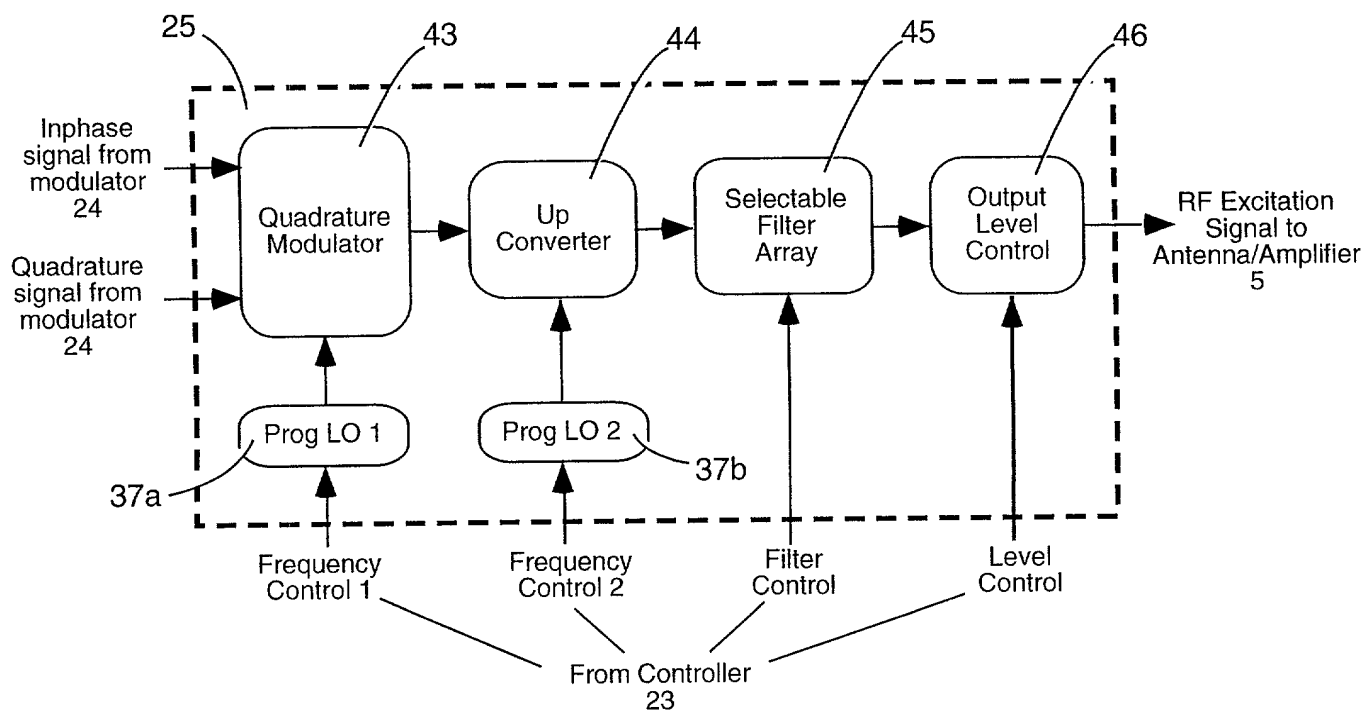 25
43
44
45
46
Inphase
signal from
modulator
24
Quadrature
signal from
modulator
24
Quadrature
Modulator
Up
Converter
Selectable
Filter
Array
Output
Level
Control
RF Excitation
Signal to
Antenna/Amplifier
5
Prog LO 1
Prog LO 2
37a
37b
Frequency
Control 1
Frequency
Control 2
Filter
Control
Level
Control
From Controller
23